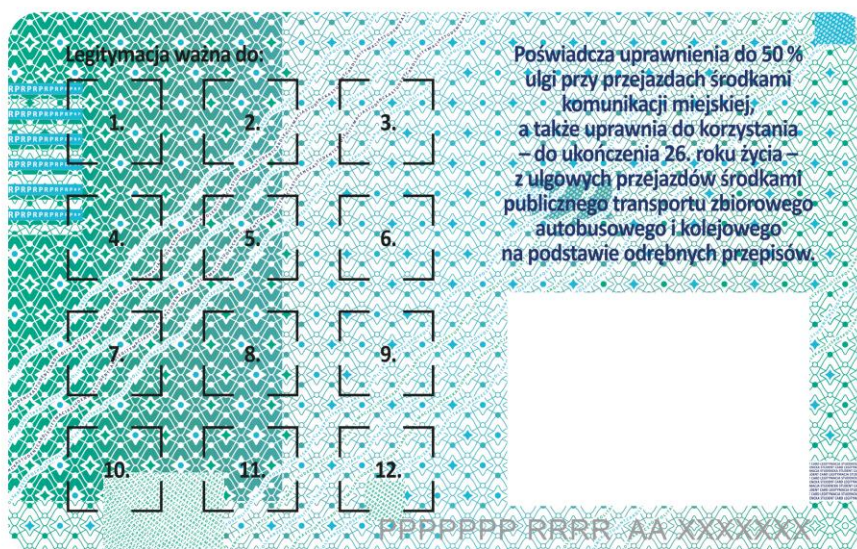 Legitymacja ważna do:
1. 2. 3.
4. 5. 6.
7. 8. 9.
10. 11. 12.
Poświadcza uprawnienia do 50 %
ulgi przy przejazdach środkami
komunikacji miejskiej,
a także uprawnia do korzystania
– do ukończenia 26. roku życia –
z ulgowych przejazdów środkami
publicznego transportu zbiorowego
autobusowego i kolejowego
na podstawie odrębnych przepisów.
PPPPPPP RRRR AA XXXXXXX